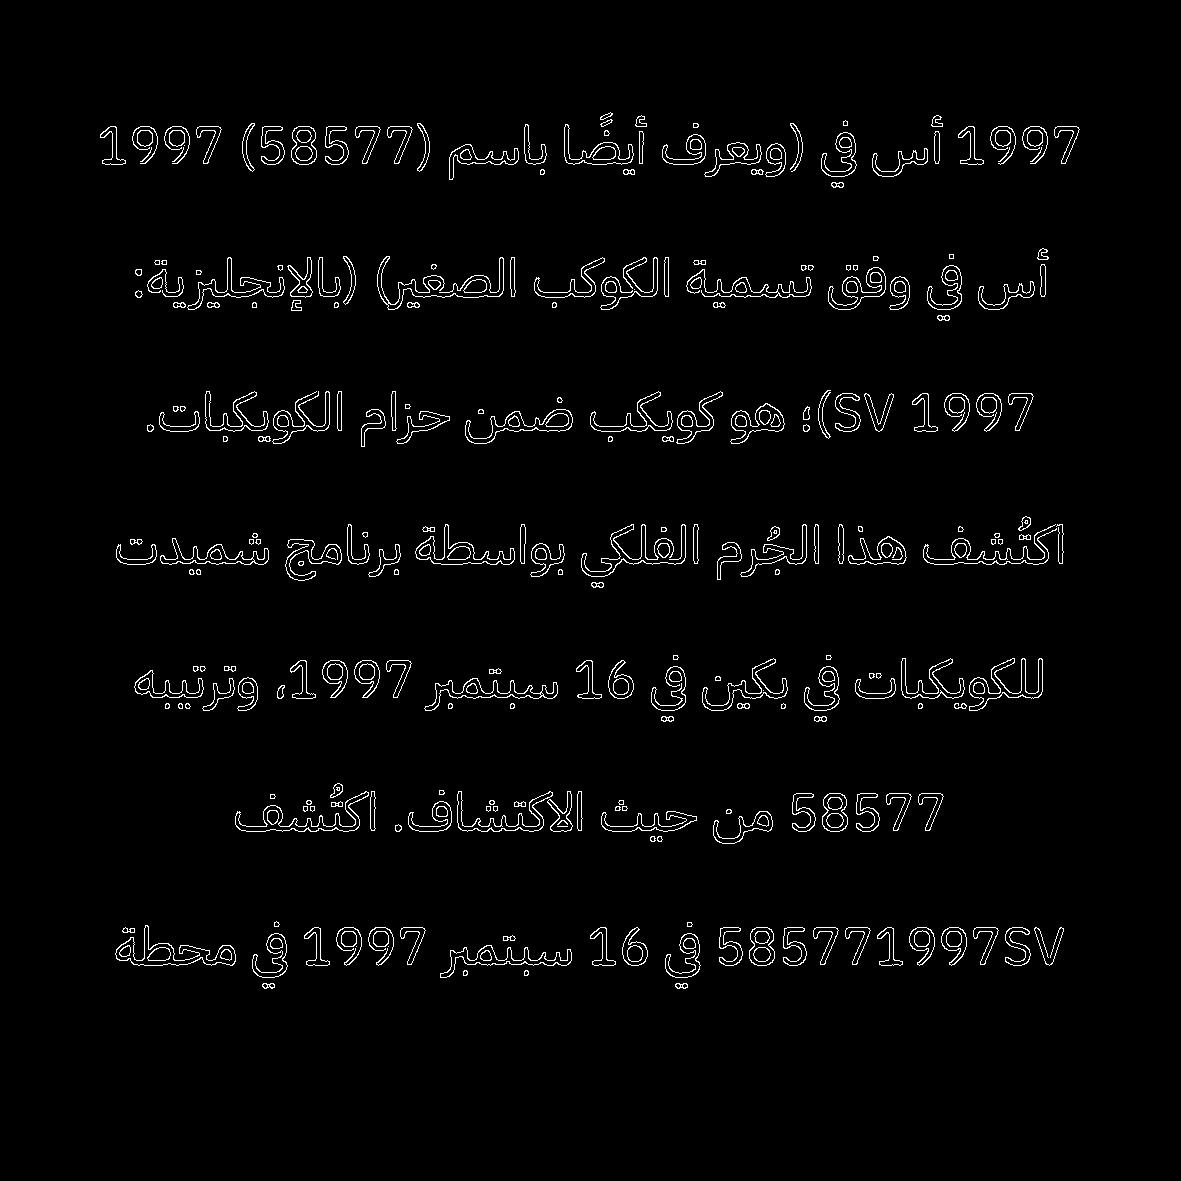 1997 أس في (ويعرف أيضًا باسم (58577) 1997
أس في وفق تسمية الكوكب الصغير) (بالإنجليزية:
1997 SV)؛ هو كويكب ضمن حزام الكويكبات.
اكتُشف هذا الجُرم الفلكي بواسطة برنامج شميدت
للكويكبات في بكين في 16 سبتمبر 1997، وترتيبه
58577 من حيث الاكتشاف. اكتُشف
585771997SV في 16 سبتمبر 1997 في محطة